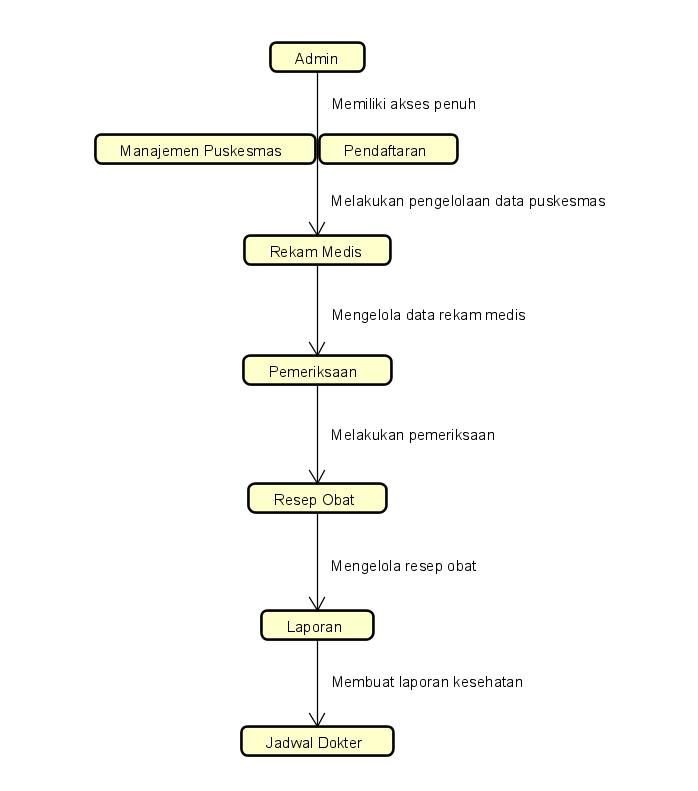 Admin
Memiliki akses penuh
Manajemen Puskesmas
Pendaftaran
Melakukan pengelolaan data puskesmas
Rekam Medis
Mengelola data rekam medis
Pemeriksaan
Melakukan pemeriksaan
Resep Obat
Mengelola resep obat
Laporan
Membuat laporan kesehatan
Jadwal Dokter